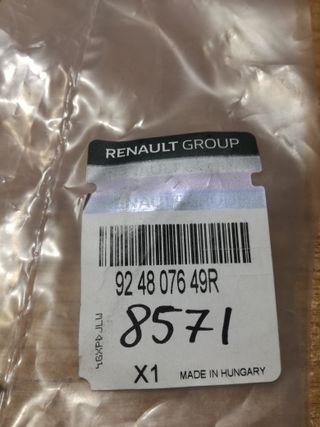 RENAULT GROUP
92 48 076 49R
8571
X1 MADE IN HUNGARY